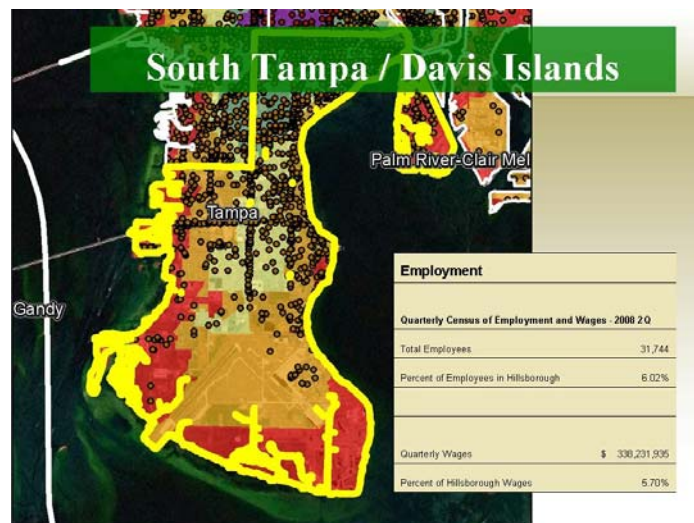 South Tampa / Davis Islands
Palm River-Clair Mel
Tampa
Gandy
Employment
Quarterly Census of Employment and Wages - 2008 2Q
Total Employees 31,744
Percent of Employees in Hillsborough 6.02%
Quarterly Wages $ 338,231,935
Percent of Hillsborough Wages 5.70%